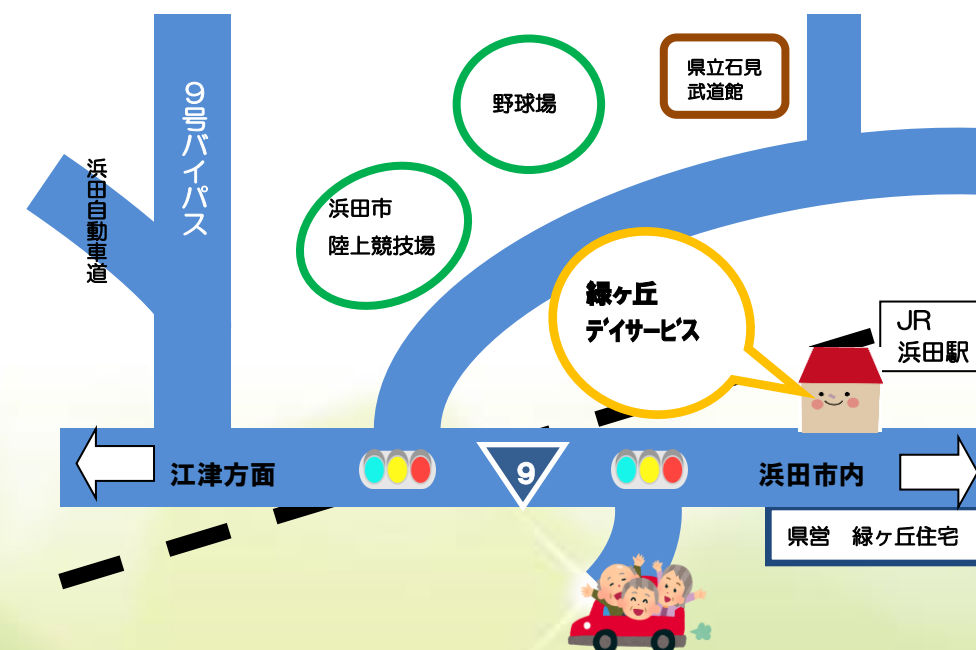 9号バイパス
浜田自動車道
野球場
県立石見
武道館
浜田市
陸上競技場
緑ヶ丘
デイサービス
JR
浜田駅
江津方面
9
浜田市内
県営　緑ヶ丘住宅